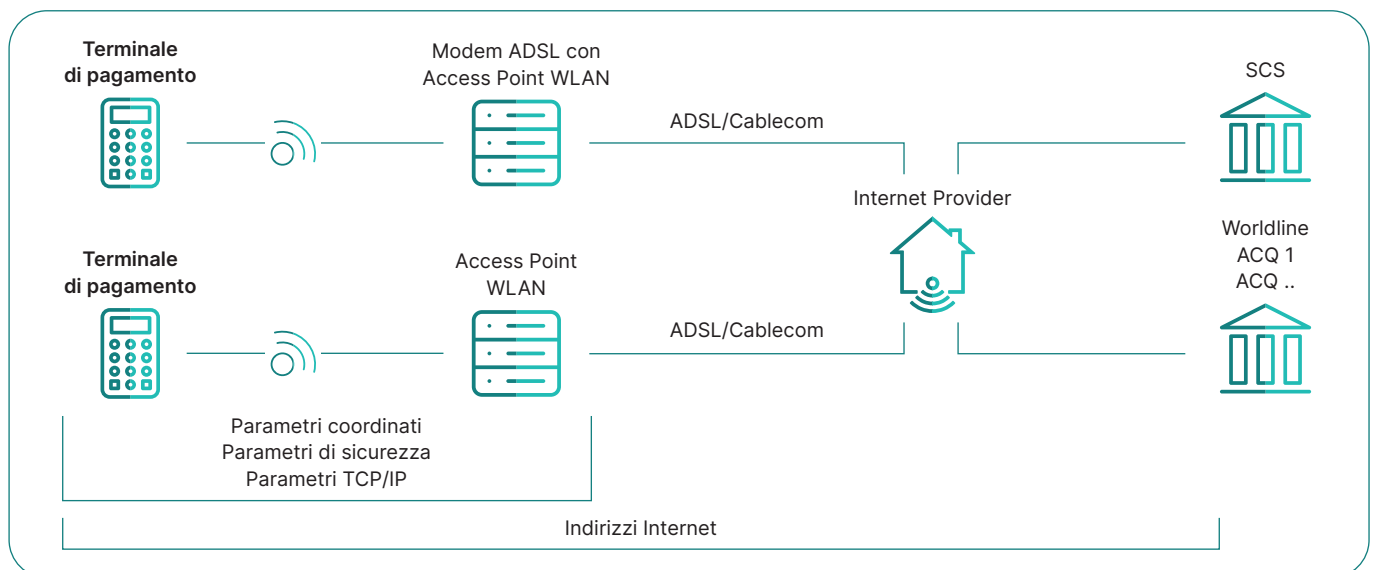 Terminale
di pagamento
Modem ADSL con
Access Point WLAN
ADSL/Cablecom
SCS
Internet Provider
Terminale
di pagamento
Access Point
WLAN
ADSL/Cablecom
Worldline
ACQ 1
ACQ ..
Parametri coordinati
Parametri di sicurezza
Parametri TCP/IP
Indirizzi Internet